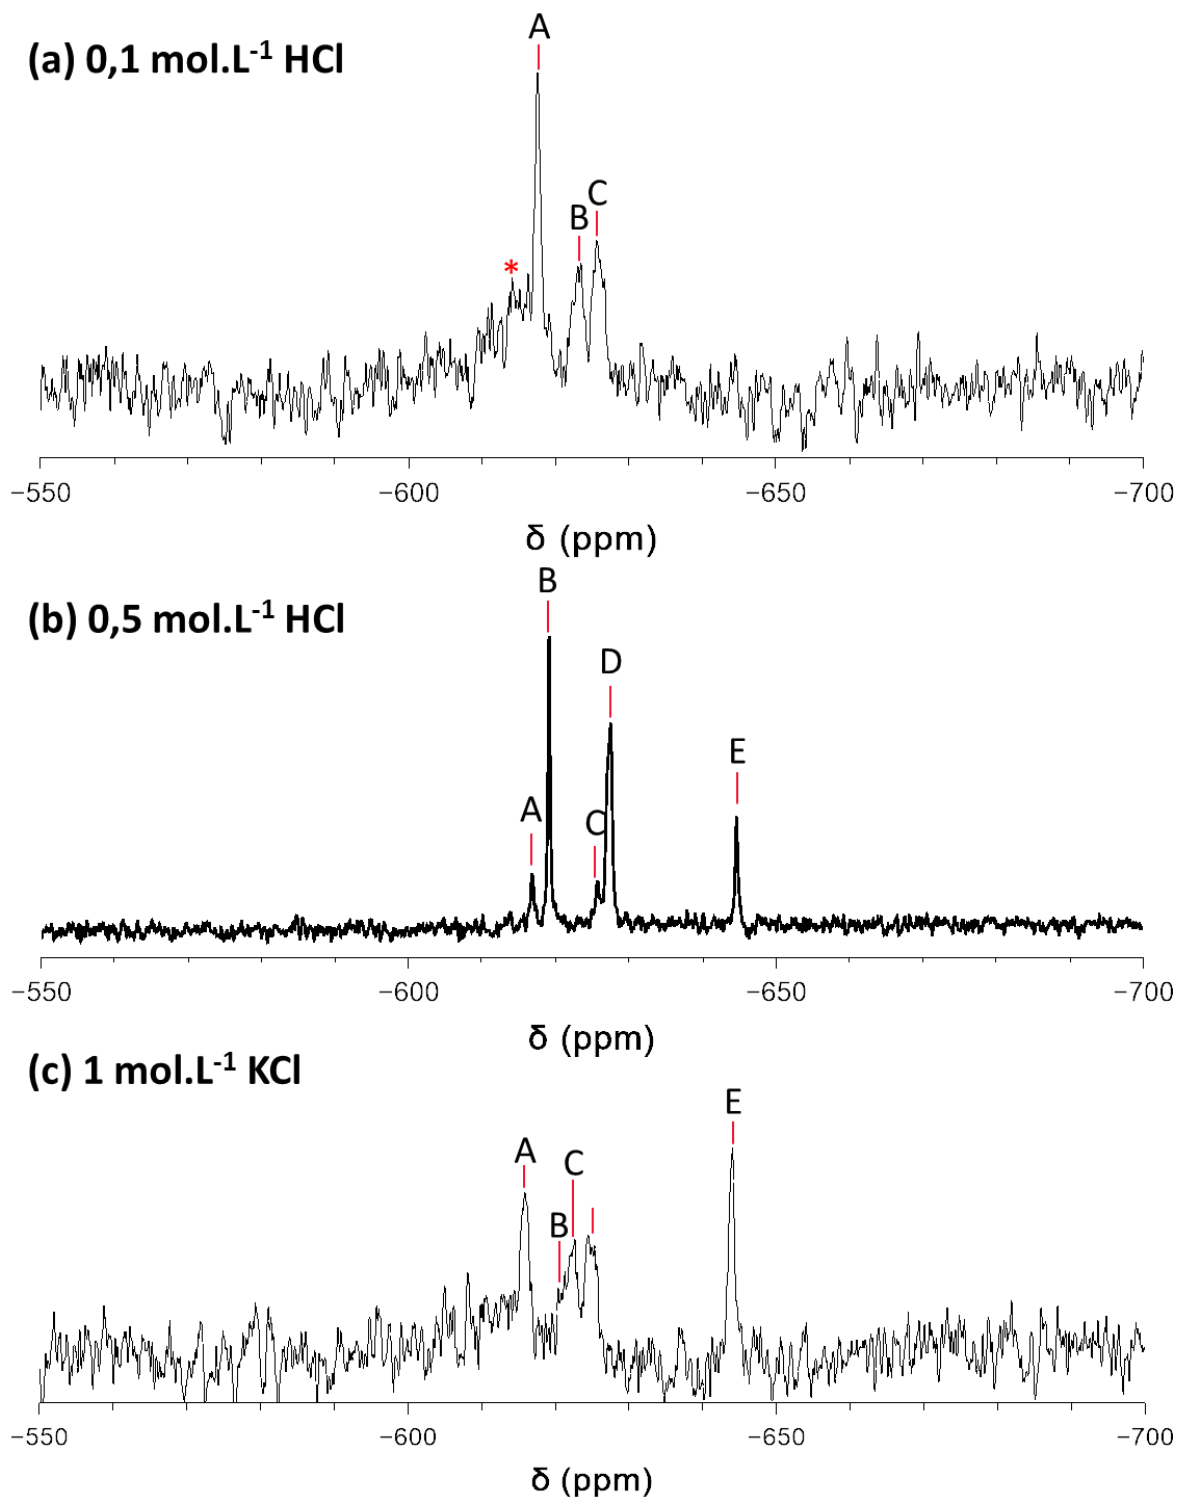 (a) 0,1 mol.L⁻¹ HCl
A
B
C
*
−550 −600 −650 −700
δ (ppm)
(b) 0,5 mol.L⁻¹ HCl
A
B
C
D
E
−550 −600 −650 −700
δ (ppm)
(c) 1 mol.L⁻¹ KCl
A
B
C
E
−550 −600 −650 −700
δ (ppm)